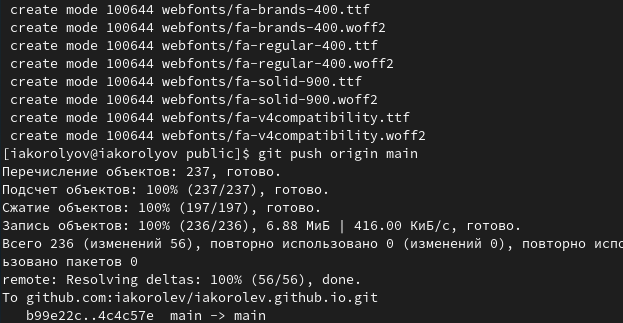 create mode 100644 webfonts/fa-brands-400.ttf
create mode 100644 webfonts/fa-brands-400.woff2
create mode 100644 webfonts/fa-regular-400.ttf
create mode 100644 webfonts/fa-regular-400.woff2
create mode 100644 webfonts/fa-solid-900.ttf
create mode 100644 webfonts/fa-solid-900.woff2
create mode 100644 webfonts/fa-v4compatibility.ttf
create mode 100644 webfonts/fa-v4compatibility.woff2
[iakorolyov@iakorolyov public]$ git push origin main
Перечисление объектов: 237, готово.
Подсчет объектов: 100% (237/237), готово.
Сжатие объектов: 100% (197/197), готово.
Запись объектов: 100% (236/236), 6.88 МиБ | 416.00 КиБ/с, готово.
Всего 236 (изменений 56), повторно использовано 0 (изменений 0), повторно испо
ьзовано пакетов 0
remote: Resolving deltas: 100% (56/56), done.
To github.com:iakorolev/iakorolev.github.io.git
b99e22c..4c4c57e main -> main